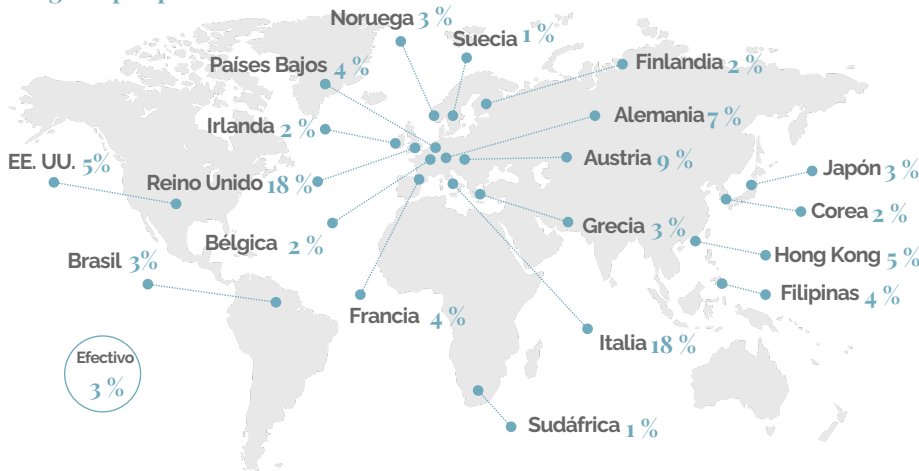 Noruega 3 %
Suecia 1 %
Países Bajos 4 %
Finlandia 2 %
Irlanda 2 %
Alemania 7 %
EE. UU. 5%
Reino Unido 18 %
Austria 9 %
Japón 3 %
Corea 2 %
Bélgica
2 %
Grecia 3 %
Hong Kong 5 %
Brasil 3%
Filipinas 4 %
Francia 4 %
Italia 18 %
Efectivo
3 %
Sudáfrica 1 %